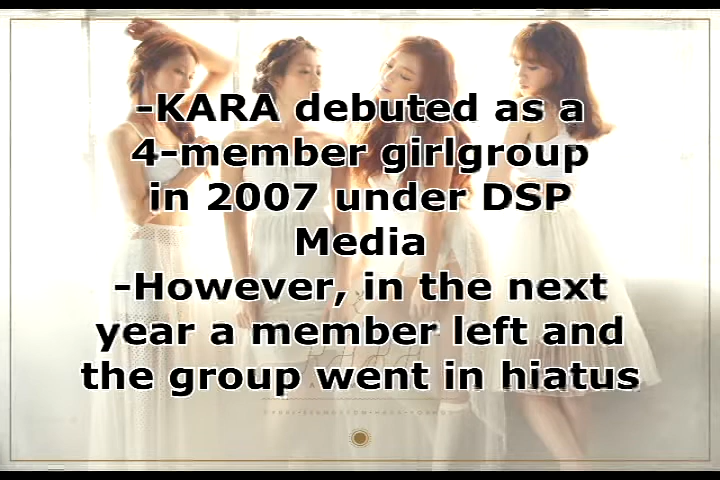 -KARA debuted as a
4-member girlgroup
in 2007 under DSP
Media
-However, in the next
year a member left and
the group went in hiatus
KARA